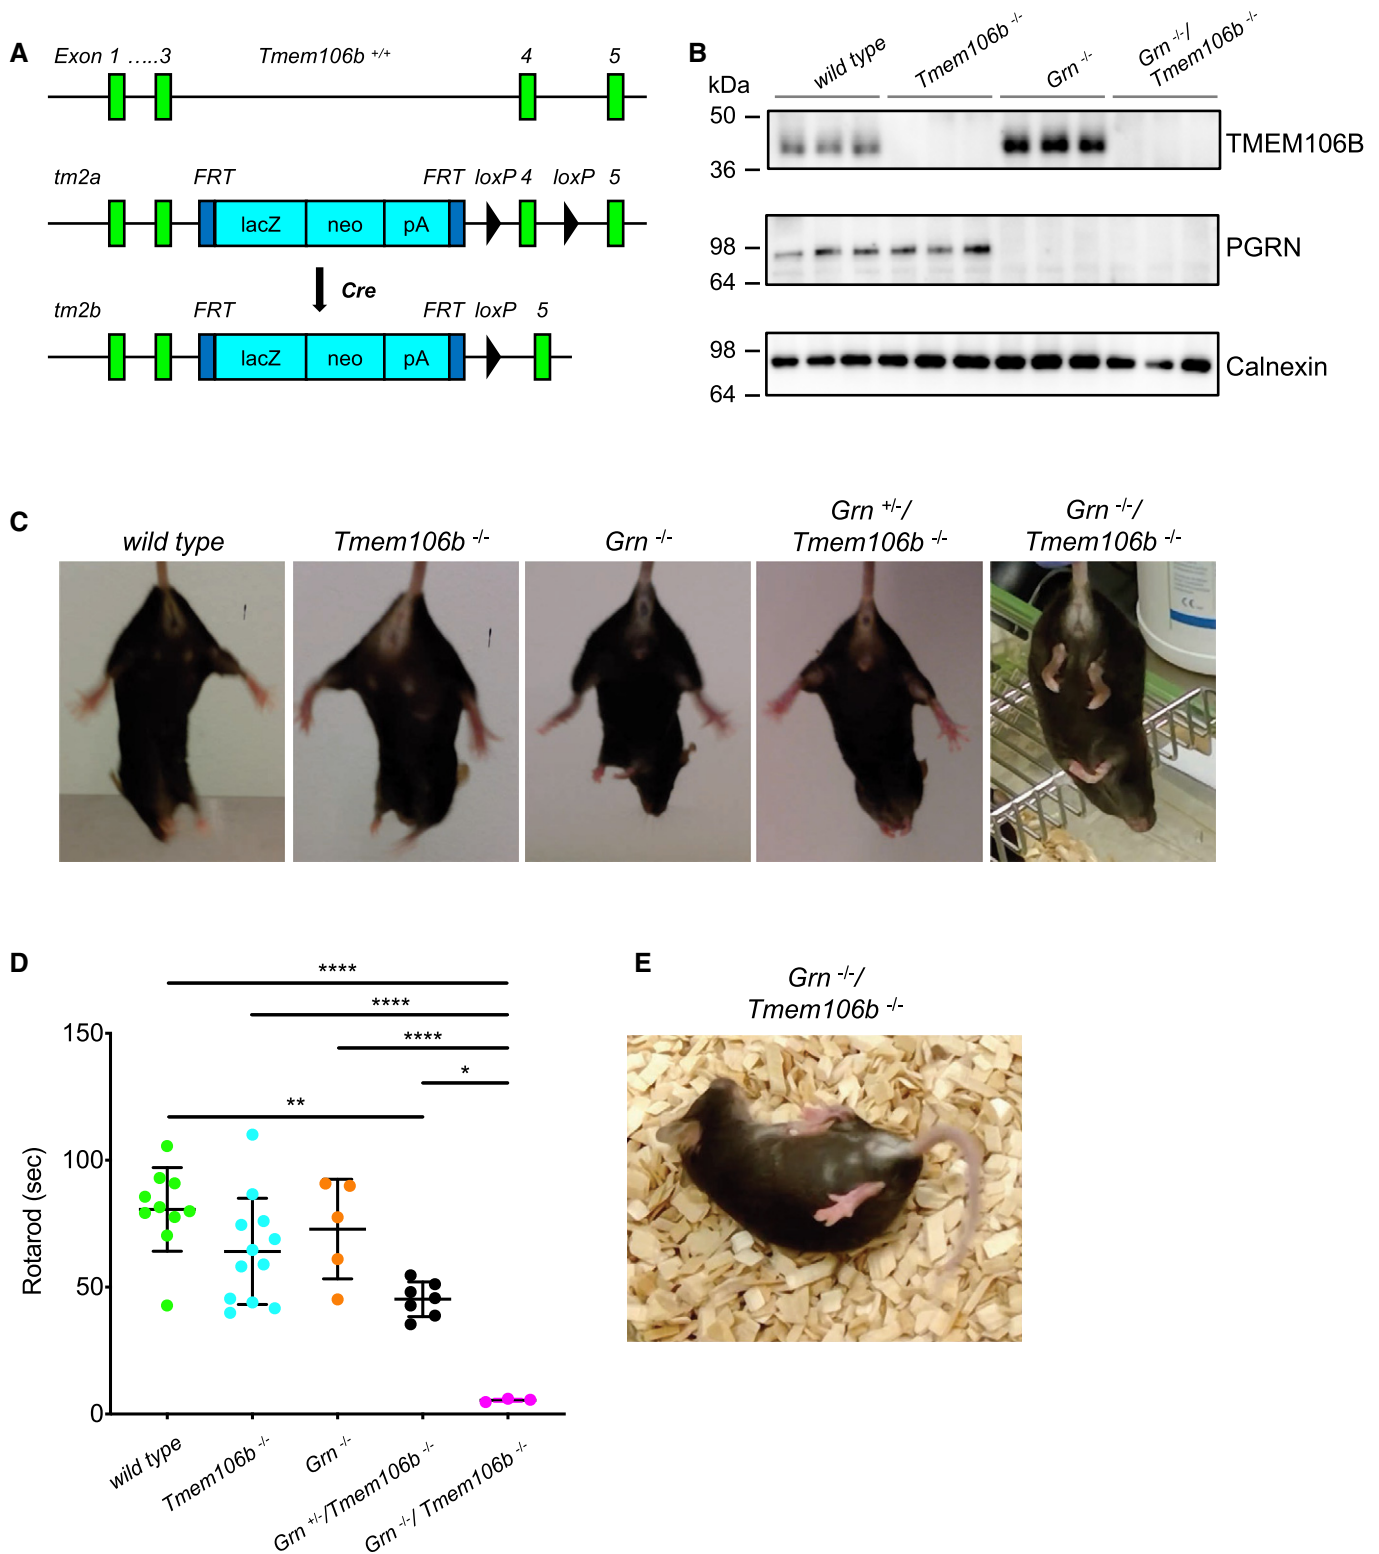 A
Exon 1 .....3 Tmem106b +/+ 4 5
tm2a FRT FRT loxP 4 loxP 5
lacZ neo pA
Cre
tm2b FRT FRT loxP 5
lacZ neo pA
B
kDa wild type Tmem106b -/- Grn -/- Grn -/-/
Tmem106b -/-
50
TMEM106B
36
98
PGRN
64
98
Calnexin
64
C
wild type Tmem106b -/- Grn -/- Grn +/-/
Tmem106b -/- Grn -/-/
Tmem106b -/-
CE
D
****
****
****
*
**
150
100
50
0
Rotarod (sec)
wild type
Tmem106b -/-
Grn -/-
Grn +/-/Tmem106b -/-
Grn -/-/ Tmem106b -/-
E
Grn -/-/
Tmem106b -/-